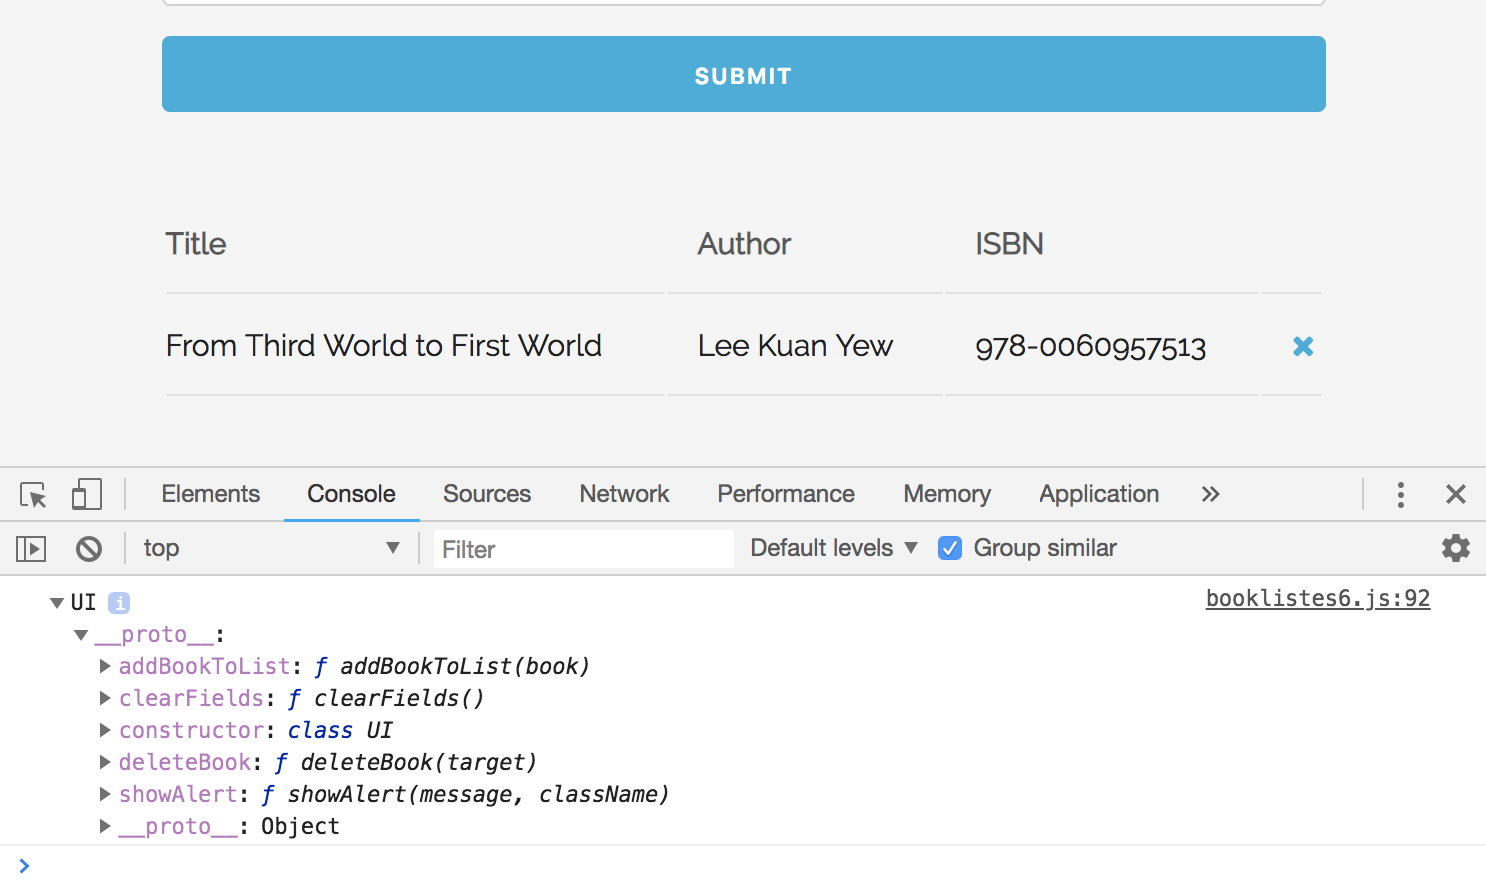 SUBMIT
Title Author ISBN
From Third World to First World Lee Kuan Yew 978-0060957513
Elements Console Sources Network Performance Memory Application »
top ▼ Filter Default levels ▼ Group similar
▼ UI i booklistes6.js:92
▼ __proto__:
▶ addBookToList: ƒ addBookToList(book)
▶ clearFields: ƒ clearFields()
▶ constructor: class UI
▶ deleteBook: ƒ deleteBook(target)
▶ showAlert: ƒ showAlert(message, className)
▶ __proto__: Object